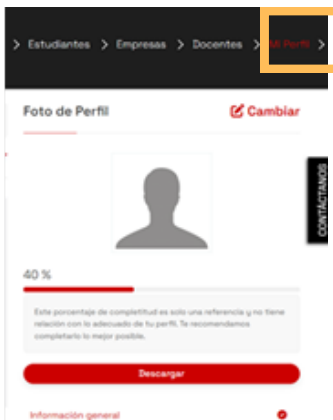 > Estudiantes > Empresas > Docentes > Mi Perfil >
Foto de Perfil
Cambiar
CONTÁCTANOS
40 %
Este porcentaje de completitud es solo una referencia y no tiene
relación con lo adecuado de tu perfil. Te recomendamos
completarlo lo mejor posible.
Descargar
Información general